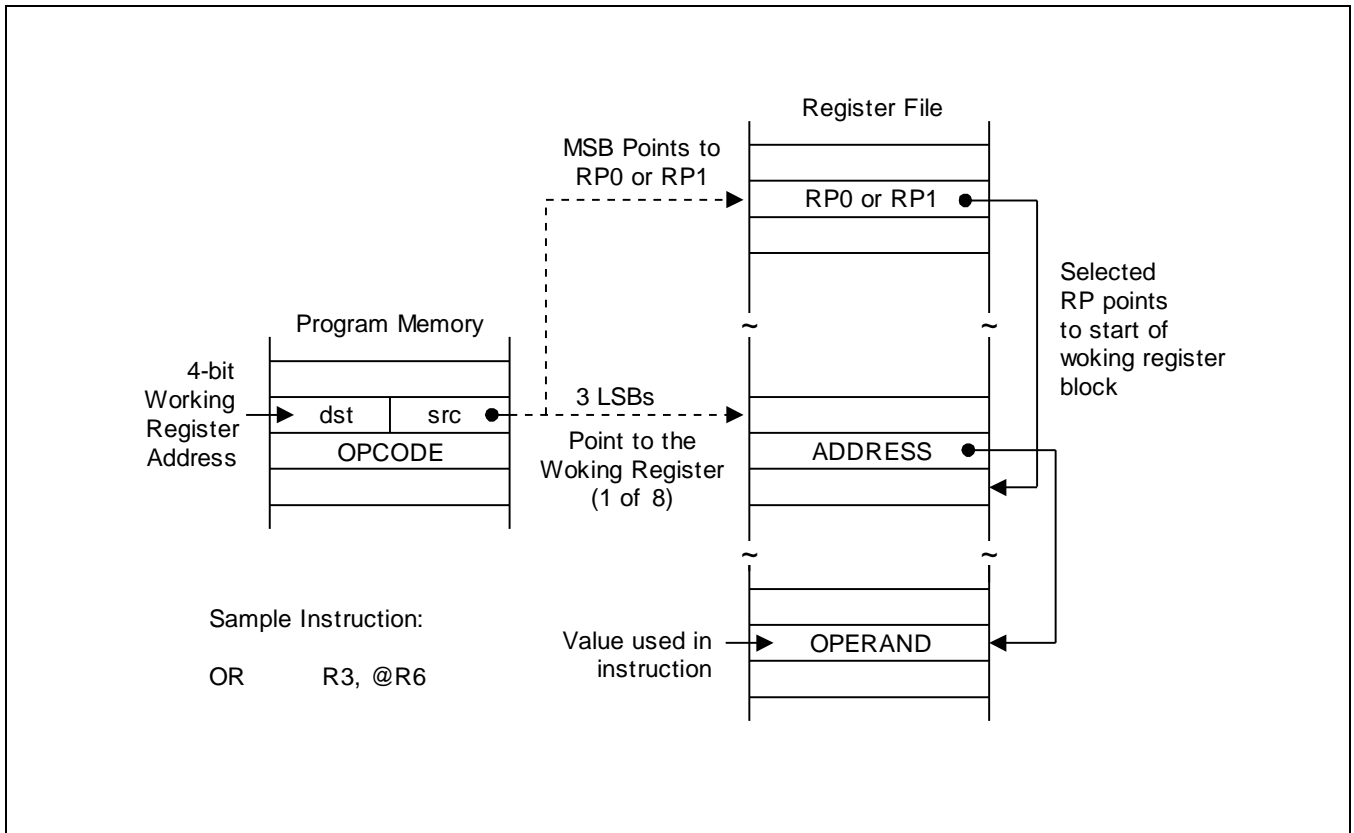 Register File
MSB Points to
RP0 or RP1
RP0 or RP1
Selected
RP points
to start of
woking register
block
~ ~
Program Memory
4-bit
Working
Register
Address
dst src
OPCODE
3 LSBs
Point to the
Woking Register
(1 of 8)
ADDRESS
~ ~
Sample Instruction:
OR R3, @R6
Value used in
instruction
OPERAND